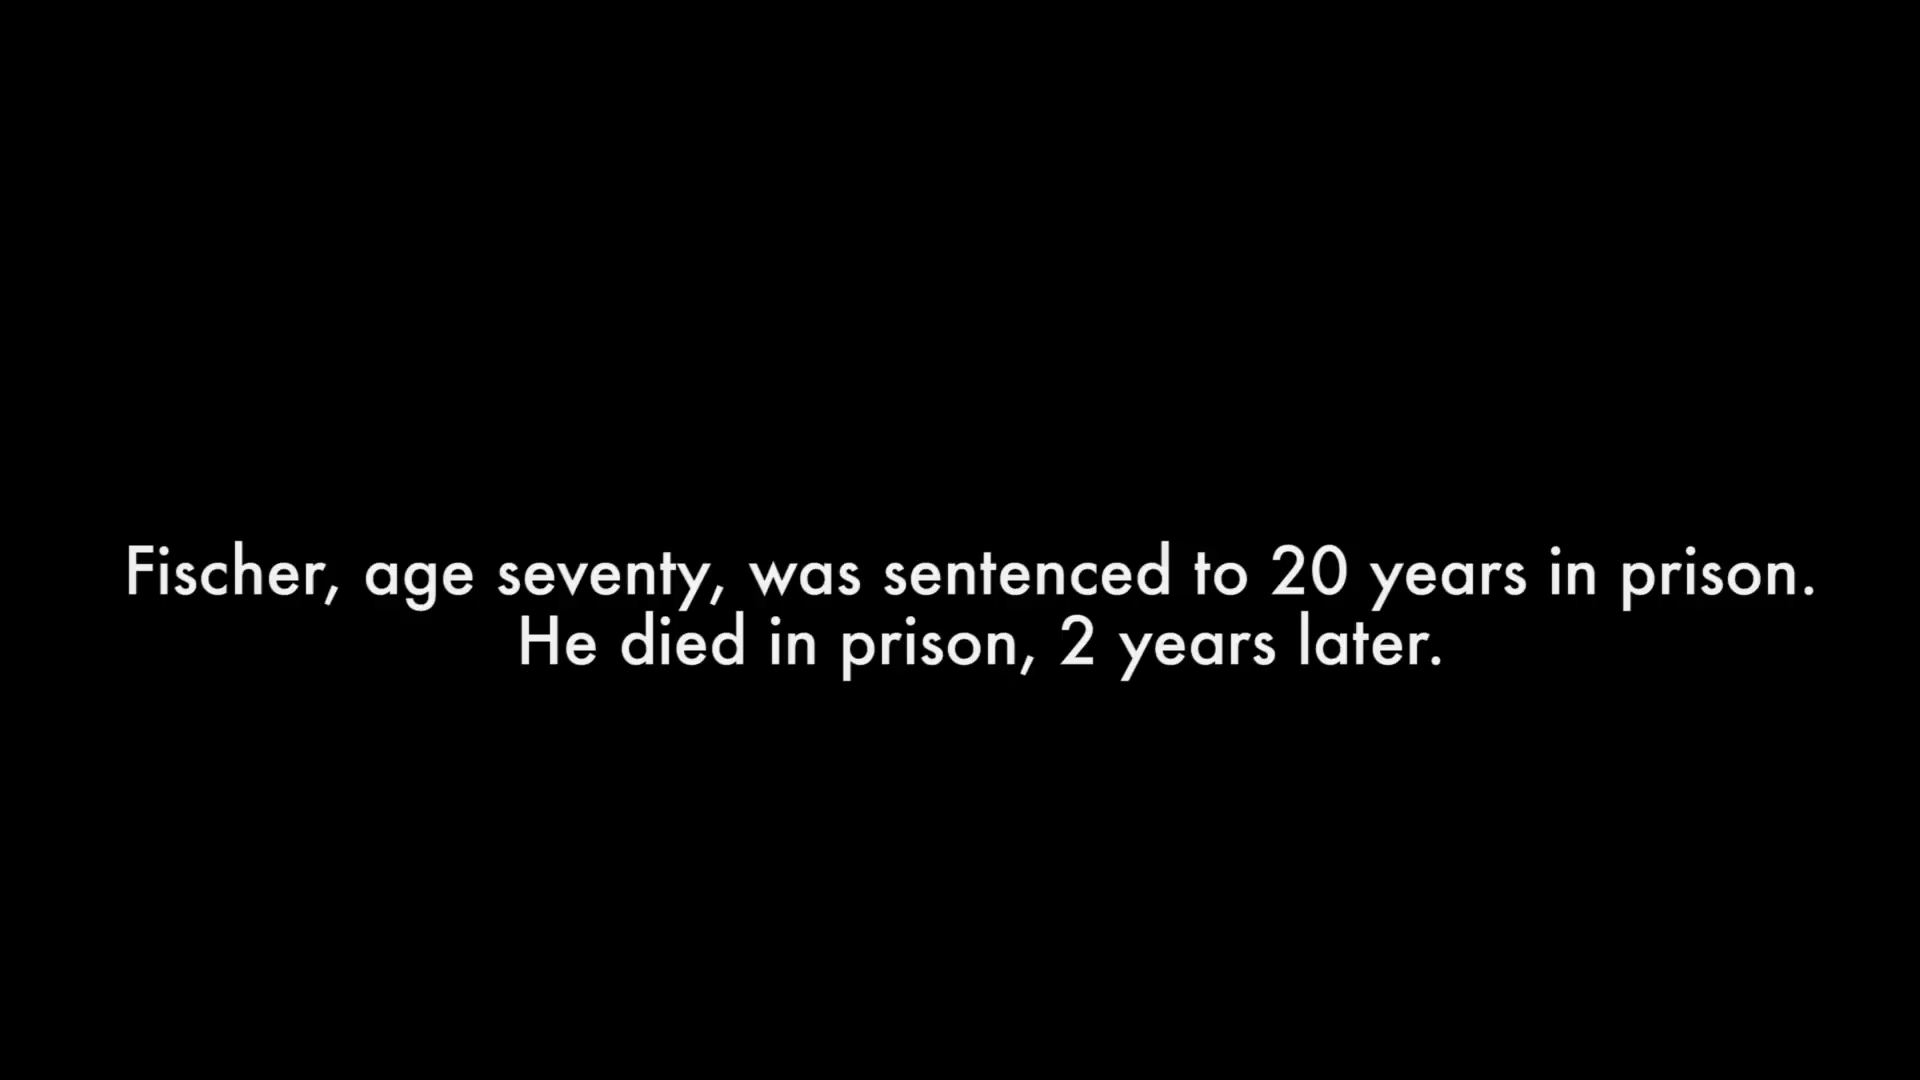 Fischer, age seventy, was sentenced to 20 years in prison.
He died in prison, 2 years later.